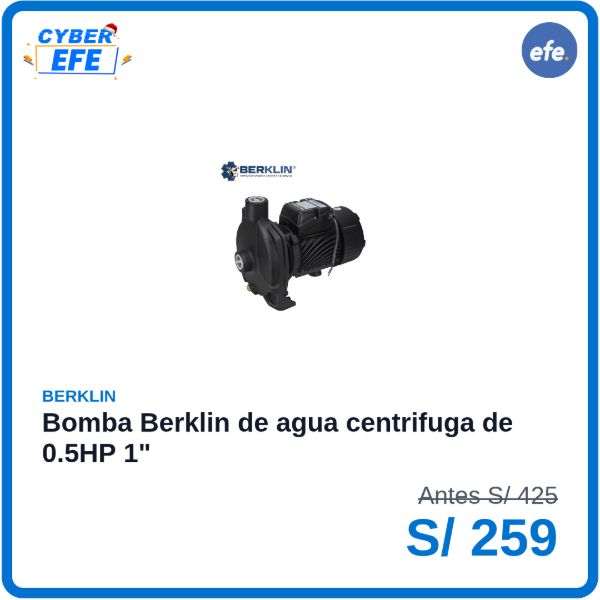 CYBER
EFE
efe.
BERKLIN®
BERKLIN
Bomba Berklin de agua centrifuga de
0.5HP 1"
Antes S/ 425
S/ 259